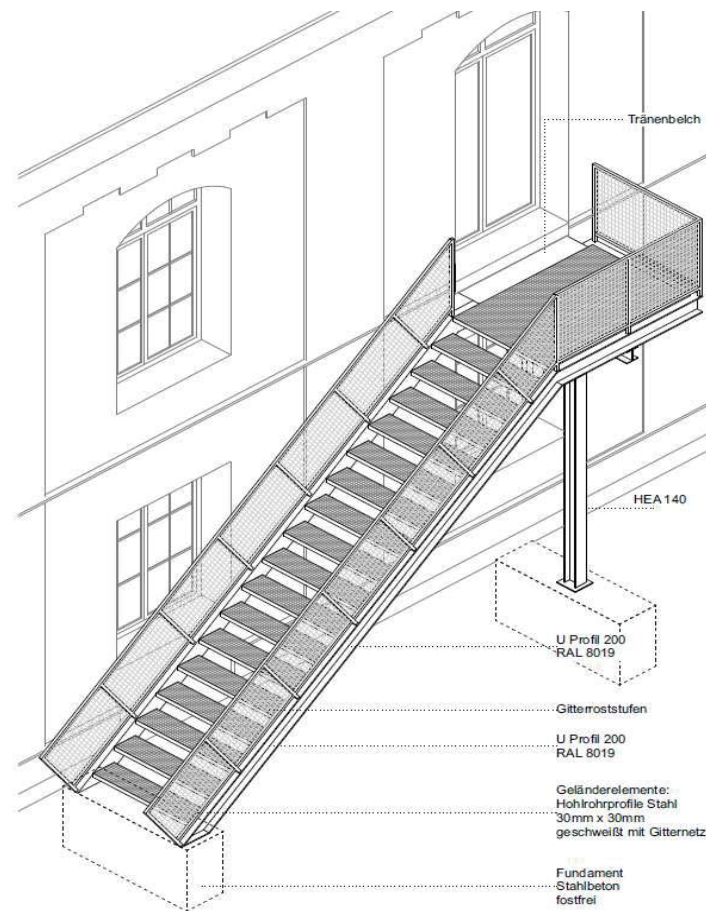 Tränenbelch
HEA 140
U Profil 200
RAL 8019
Gitterroststufen
U Profil 200
RAL 8019
Geländerelemente:
Hohlrohrprofile Stahl
30mm x 30mm
geschweißt mit Gitternetz
Fundament
Stahlbeton
fostfrei